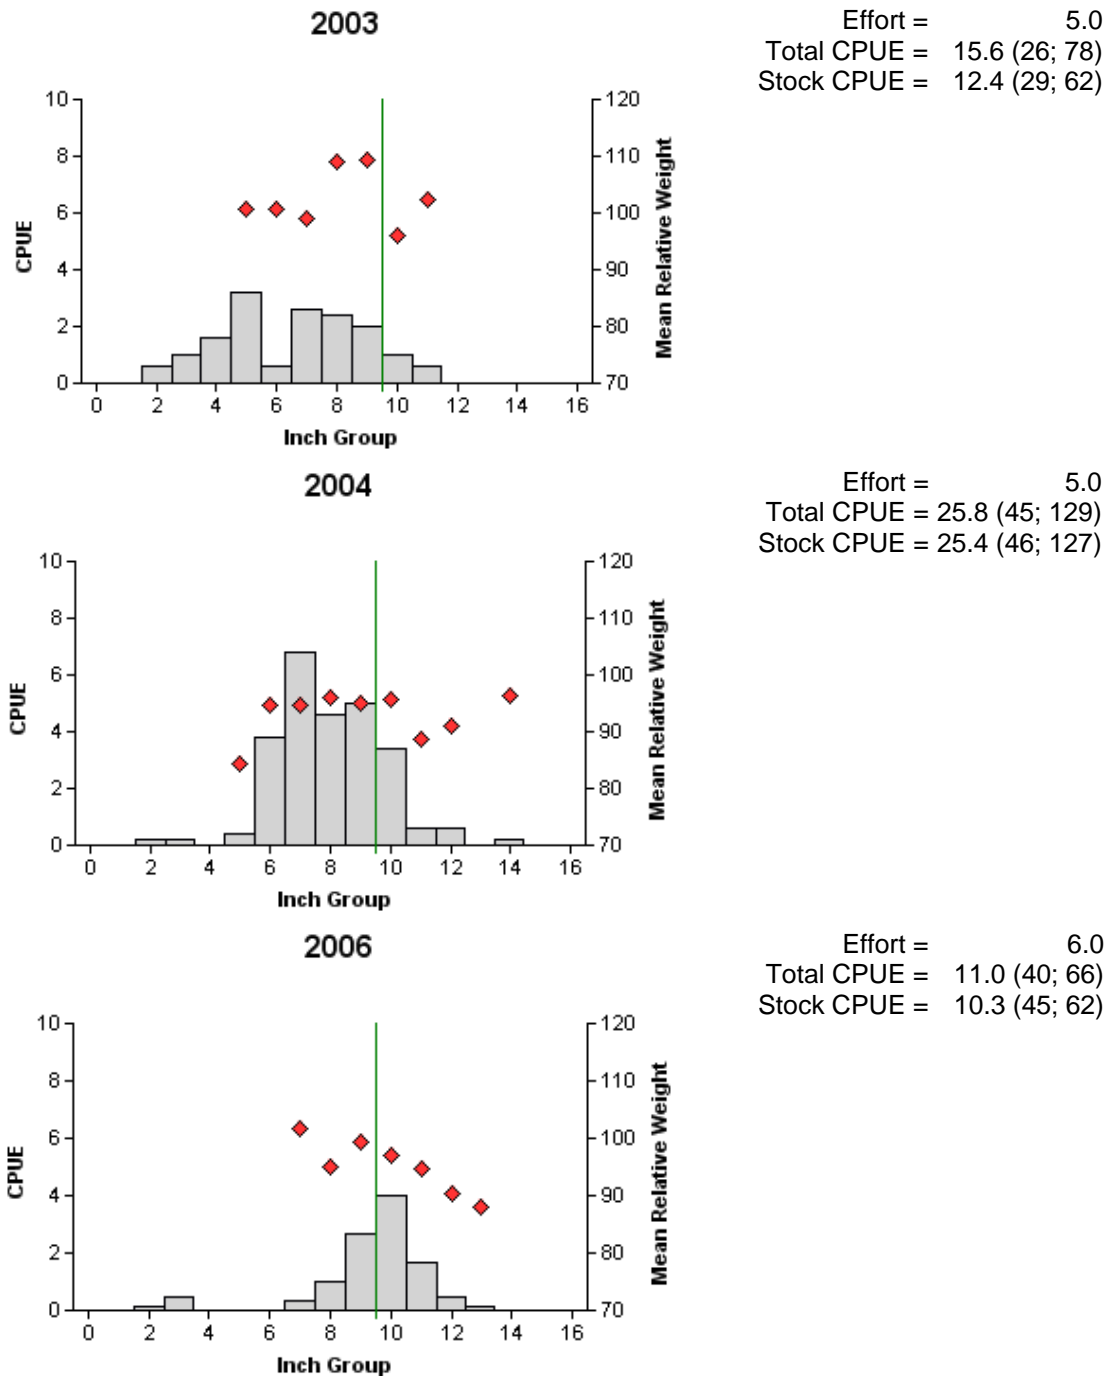 2003
Effort = 5.0
Total CPUE = 15.6 (26; 78)
Stock CPUE = 12.4 (29; 62)
10 120
8 110
6 100
4 90
2 80
0 70
CPUE
Mean Relative Weight
0 2 4 6 8 10 12 14 16
Inch Group
2004
Effort = 5.0
Total CPUE = 25.8 (45; 129)
Stock CPUE = 25.4 (46; 127)
10 120
8 110
6 100
4 90
2 80
0 70
CPUE
Mean Relative Weight
0 2 4 6 8 10 12 14 16
Inch Group
2006
Effort = 6.0
Total CPUE = 11.0 (40; 66)
Stock CPUE = 10.3 (45; 62)
10 120
8 110
6 100
4 90
2 80
0 70
CPUE
Mean Relative Weight
0 2 4 6 8 10 12 14 16
Inch Group